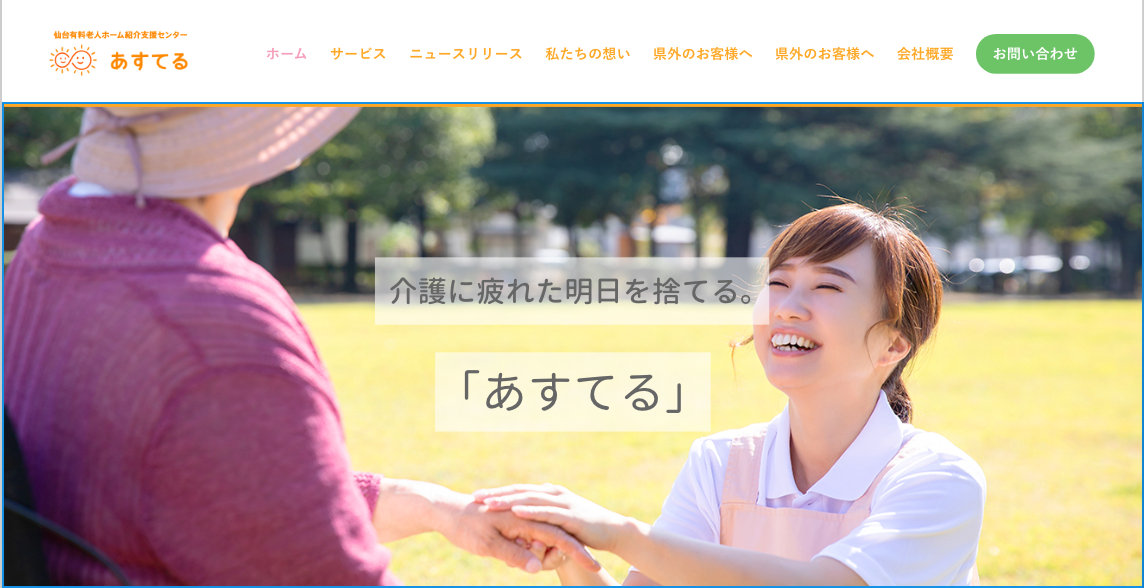 仙台有料老人ホーム紹介支援センター
あすてる
ホーム
サービス
ニュースリリース
私たちの想い
県外のお客様へ
県外のお客様へ
会社概要
お問い合わせ
介護に疲れた明日を捨てる。
「あすてる」